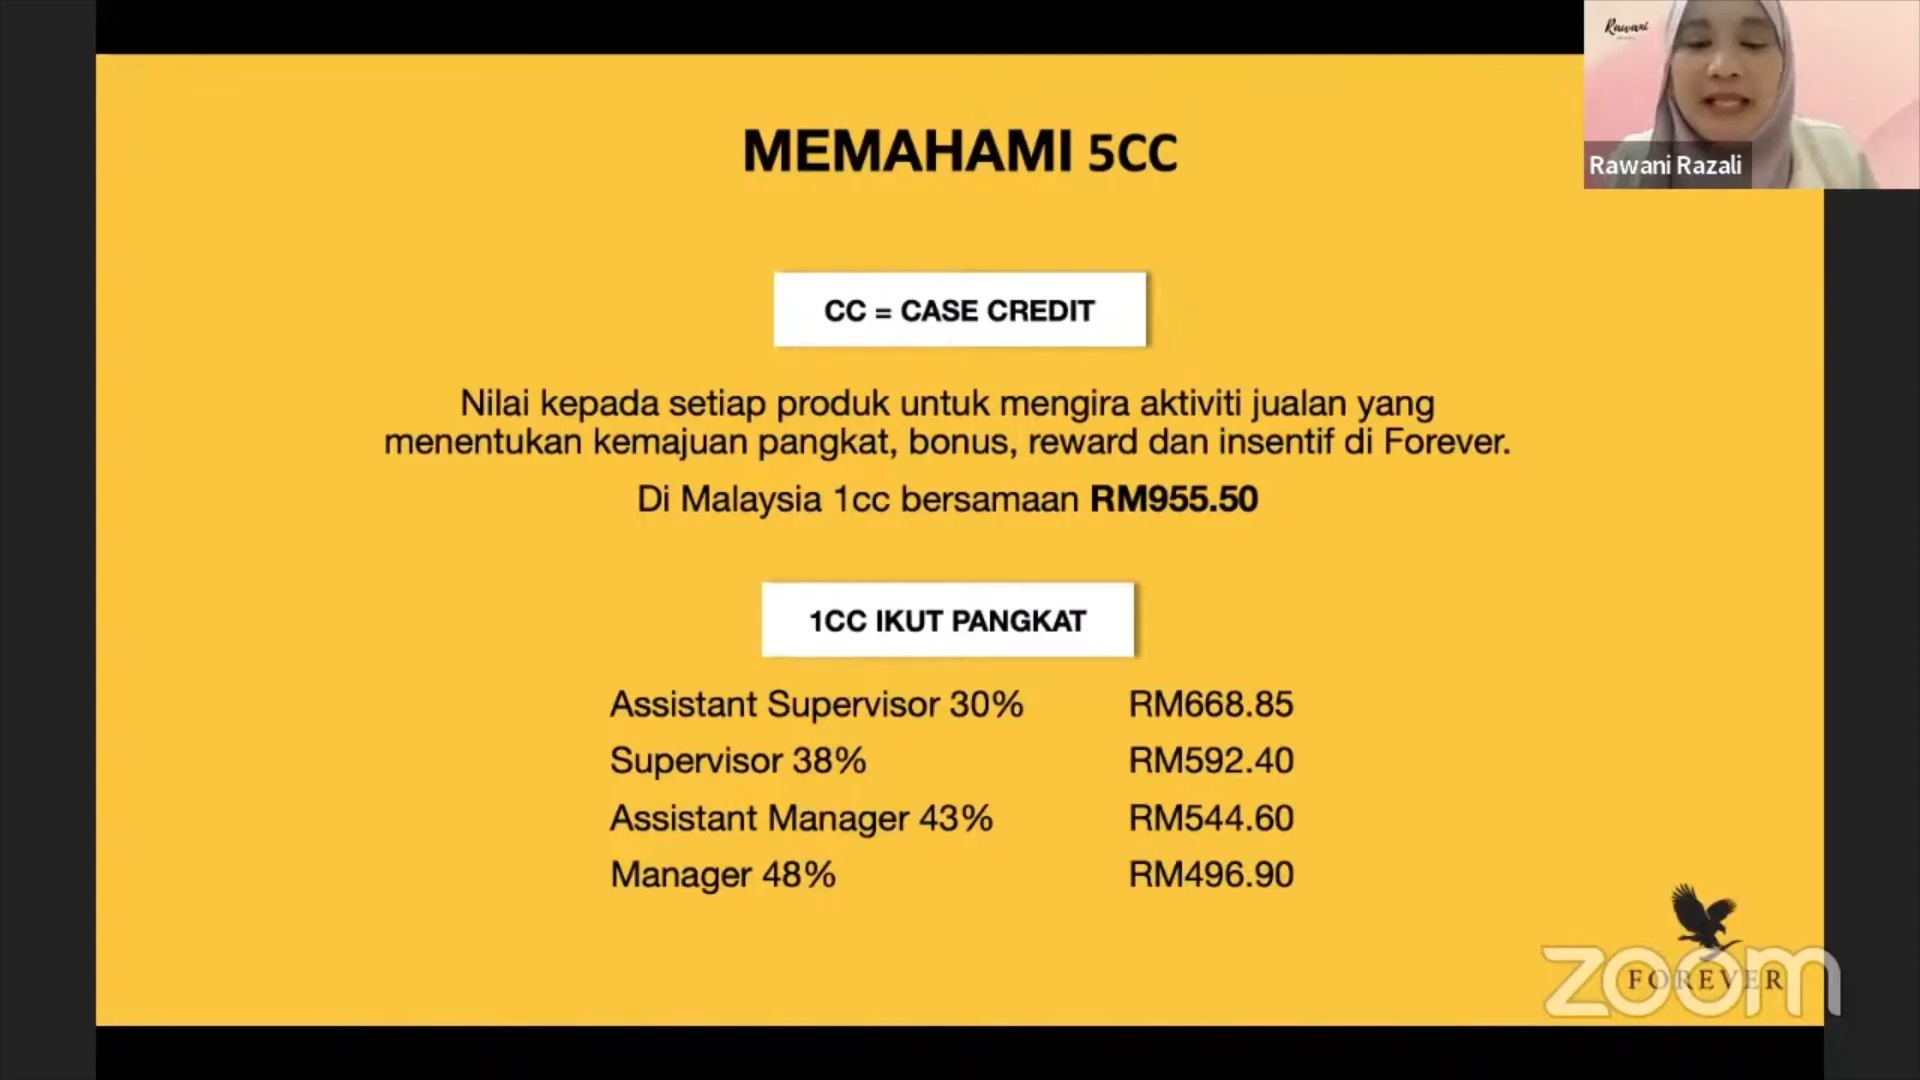 Rawani
Rawani Razali
MEMAHAMI 5CC
CC = CASE CREDIT
Nilai kepada setiap produk untuk mengira aktiviti jualan yang
menentukan kemajuan pangkat, bonus, reward dan insentif di Forever.
Di Malaysia 1cc bersamaan RM955.50
1CC IKUT PANGKAT
Assistant Supervisor 30% RM668.85
Supervisor 38% RM592.40
Assistant Manager 43% RM544.60
Manager 48% RM496.90
FOREVER
zoom